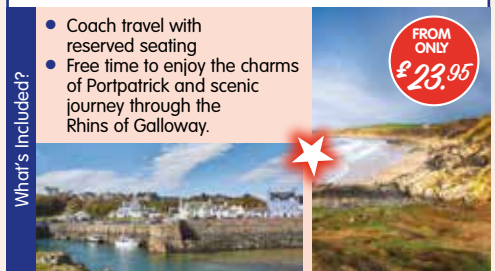 What's Included?
• Coach travel with
reserved seating
• Free time to enjoy the charms
of Portpatrick and scenic
journey through the
Rhins of Galloway.
FROM
ONLY
£23.95